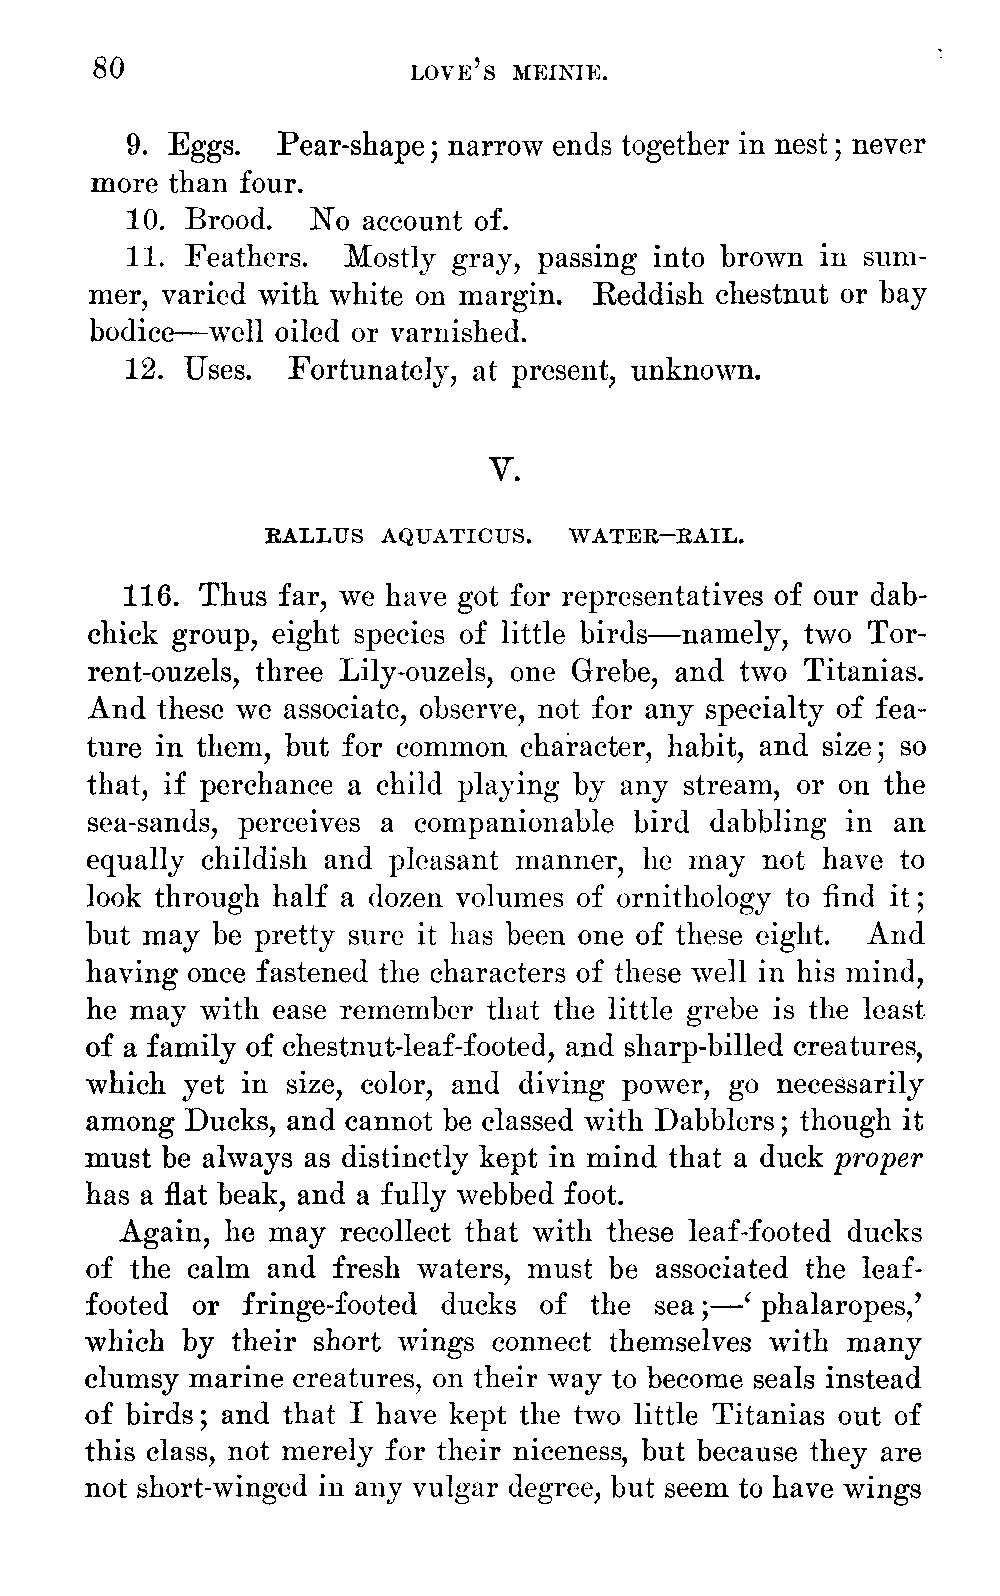 80 LOVE'S MEINIE.
9. Eggs. Pear-shape; narrow ends together in nest; never
more than four.
10. Brood. No account of.
11. Feathers. Mostly gray, passing into brown in sum-
mer, varied with white on margin. Reddish chestnut or bay
bodice—well oiled or varnished.
12. Uses. Fortunately, at present, unknown.
V.
RALLUS AQUATICUS. WATER-RAIL.
116. Thus far, we have got for representatives of our dab-
chick group, eight species of little birds—namely, two Tor-
rent-ouzels, three Lily-ouzels, one Grebe, and two Titanias.
And these we associate, observe, not for any specialty of fea-
ture in them, but for common character, habit, and size; so
that, if perchance a child playing by any stream, or on the
sea-sands, perceives a companionable bird dabbling in an
equally childish and pleasant manner, he may not have to
look through half a dozen volumes of ornithology to find it;
but may be pretty sure it has been one of these eight. And
having once fastened the characters of these well in his mind,
he may with ease remember that the little grebe is the least
of a family of chestnut-leaf-footed, and sharp-billed creatures,
which yet in size, color, and diving power, go necessarily
among Ducks, and cannot be classed with Dabblers; though it
must be always as distinctly kept in mind that a duck proper
has a flat beak, and a fully webbed foot.
Again, he may recollect that with these leaf-footed ducks
of the calm and fresh waters, must be associated the leaf-
footed or fringe-footed ducks of the sea;—'phalaropes,'
which by their short wings connect themselves with many
clumsy marine creatures, on their way to become seals instead
of birds; and that I have kept the two little Titanias out of
this class, not merely for their niceness, but because they are
not short-winged in any vulgar degree, but seem to have wings